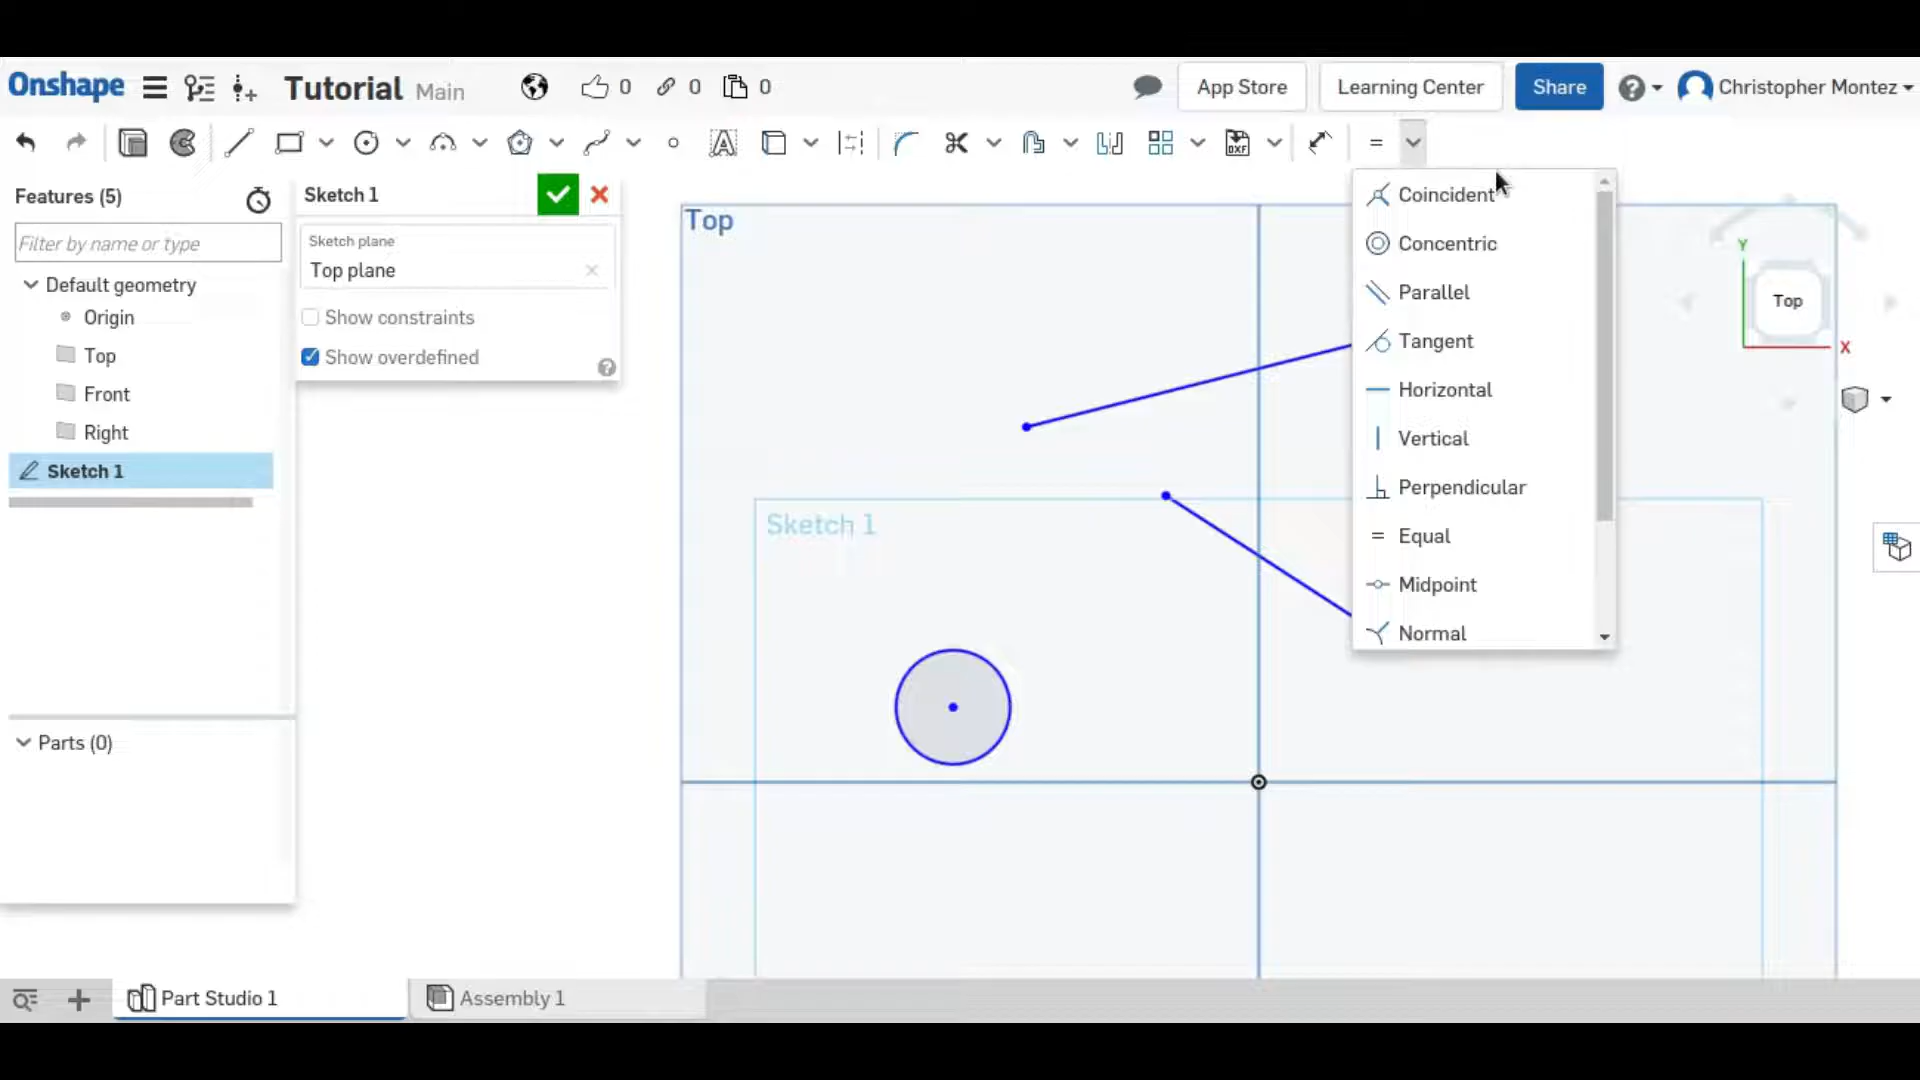 Onshape
Tutorial Main
0
0
0
App Store
Learning Center
Share
?
Christopher Montez
A
DXF
=
Features (5)
Filter by name or type
Default geometry
Origin
Top
Front
Right
Sketch 1
Parts (0)
Sketch 1
Sketch plane
Top plane
Show constraints
Show overdefined
?
Top
Sketch 1
Coincident
Concentric
Parallel
Tangent
Horizontal
Vertical
Perpendicular
= Equal
Midpoint
Normal
Y
Top
X
Part Studio 1
Assembly 1